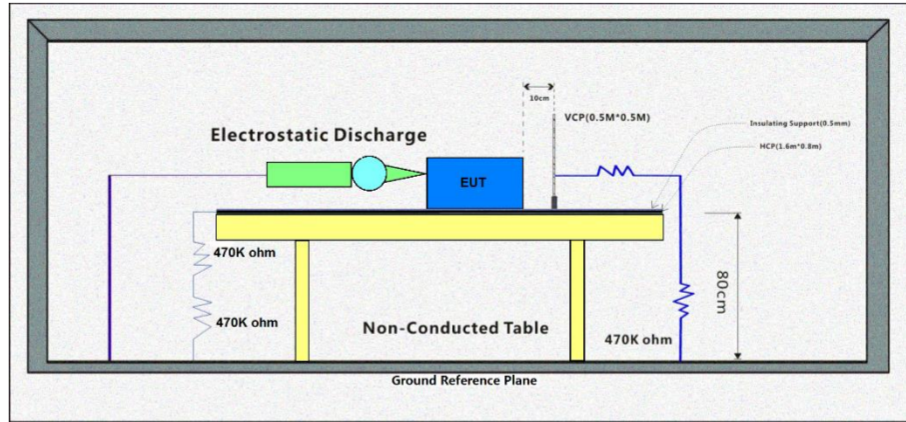 10cm
VCP(0.5M*0.5M)
Insulating Support(0.5mm)
Electrostatic Discharge
HCP(1.6m*0.8m)
EUT
470K ohm
80cm
470K ohm
Non-Conducted Table
470K ohm
Ground Reference Plane